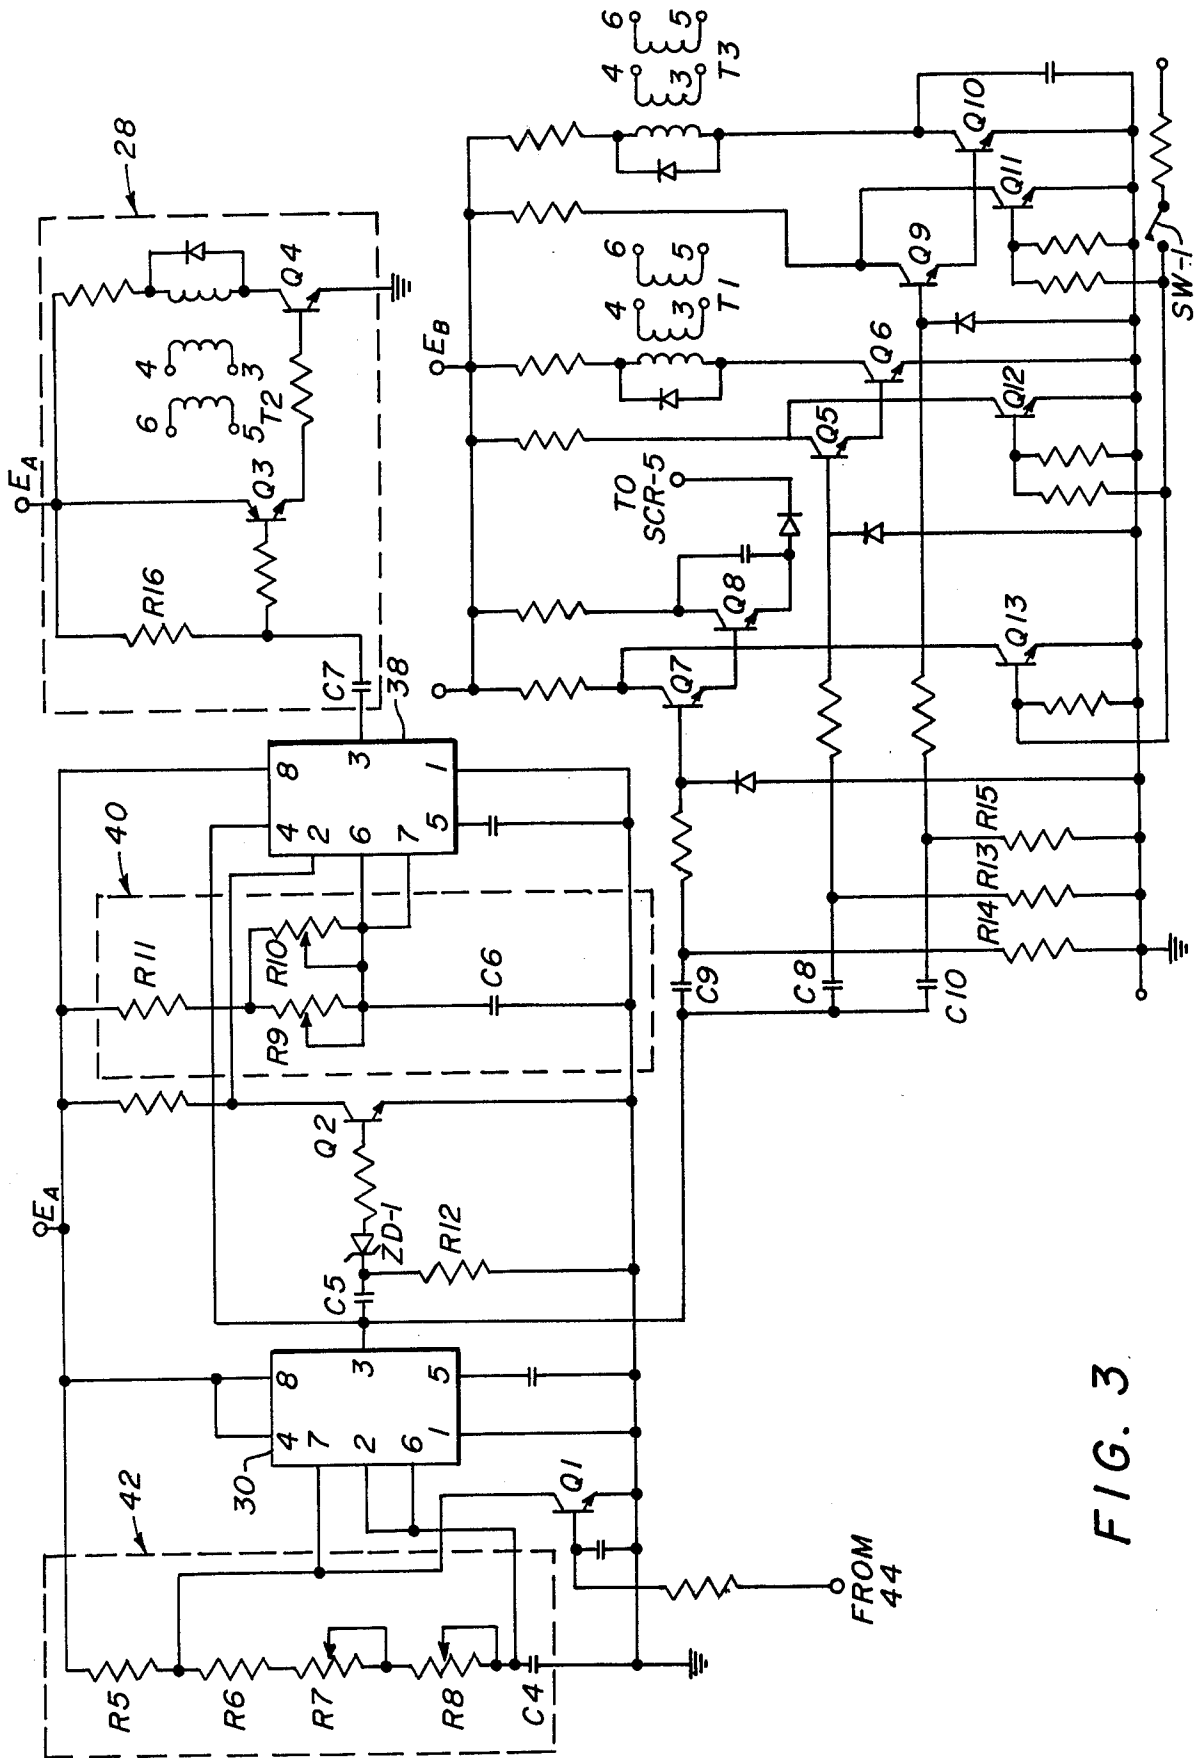 28
EA
R16
Q3
6
4
5
3
T2
Q4
C7
38
40
8
4
2
6
7
5
3
1
R11
R10
R9
C6
EA
Q2
ZD-1
C5
R12
42
30
8
4
7
2
6
1
5
3
R5
R6
R7
R8
C4
Q1
FROM
44
EB
4
6
3
5
T1
4
6
3
5
T3
TO
SCR-5
Q7
Q8
Q5
Q6
Q9
Q10
Q11
Q12
Q13
C9
C8
C10
R14
R13
R15
SW-1
FIG. 3